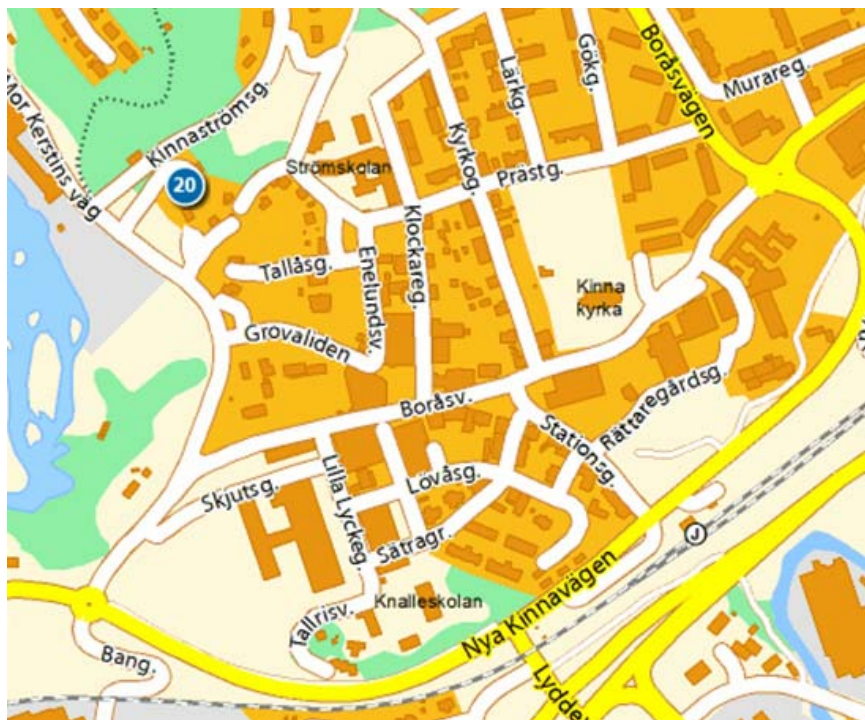 Mor Kerstins väg
Kinnaströmsg.
20
Strömskolan
Lärkg.
Gökg.
Boråsvägen
Murareg.
Kyrkog.
Prästg.
Klockareg.
Tallåsg.
Enelundsv.
Grovaliden
Kinna
kyrka
Boråsv.
Rättaregårdsg.
Stationsg.
Skjutsg.
Lilla Lyckeg.
Lövåsg.
Sätragr.
J
Knalleskolan
Tallrisv.
Nya Kinnavägen
Bang.